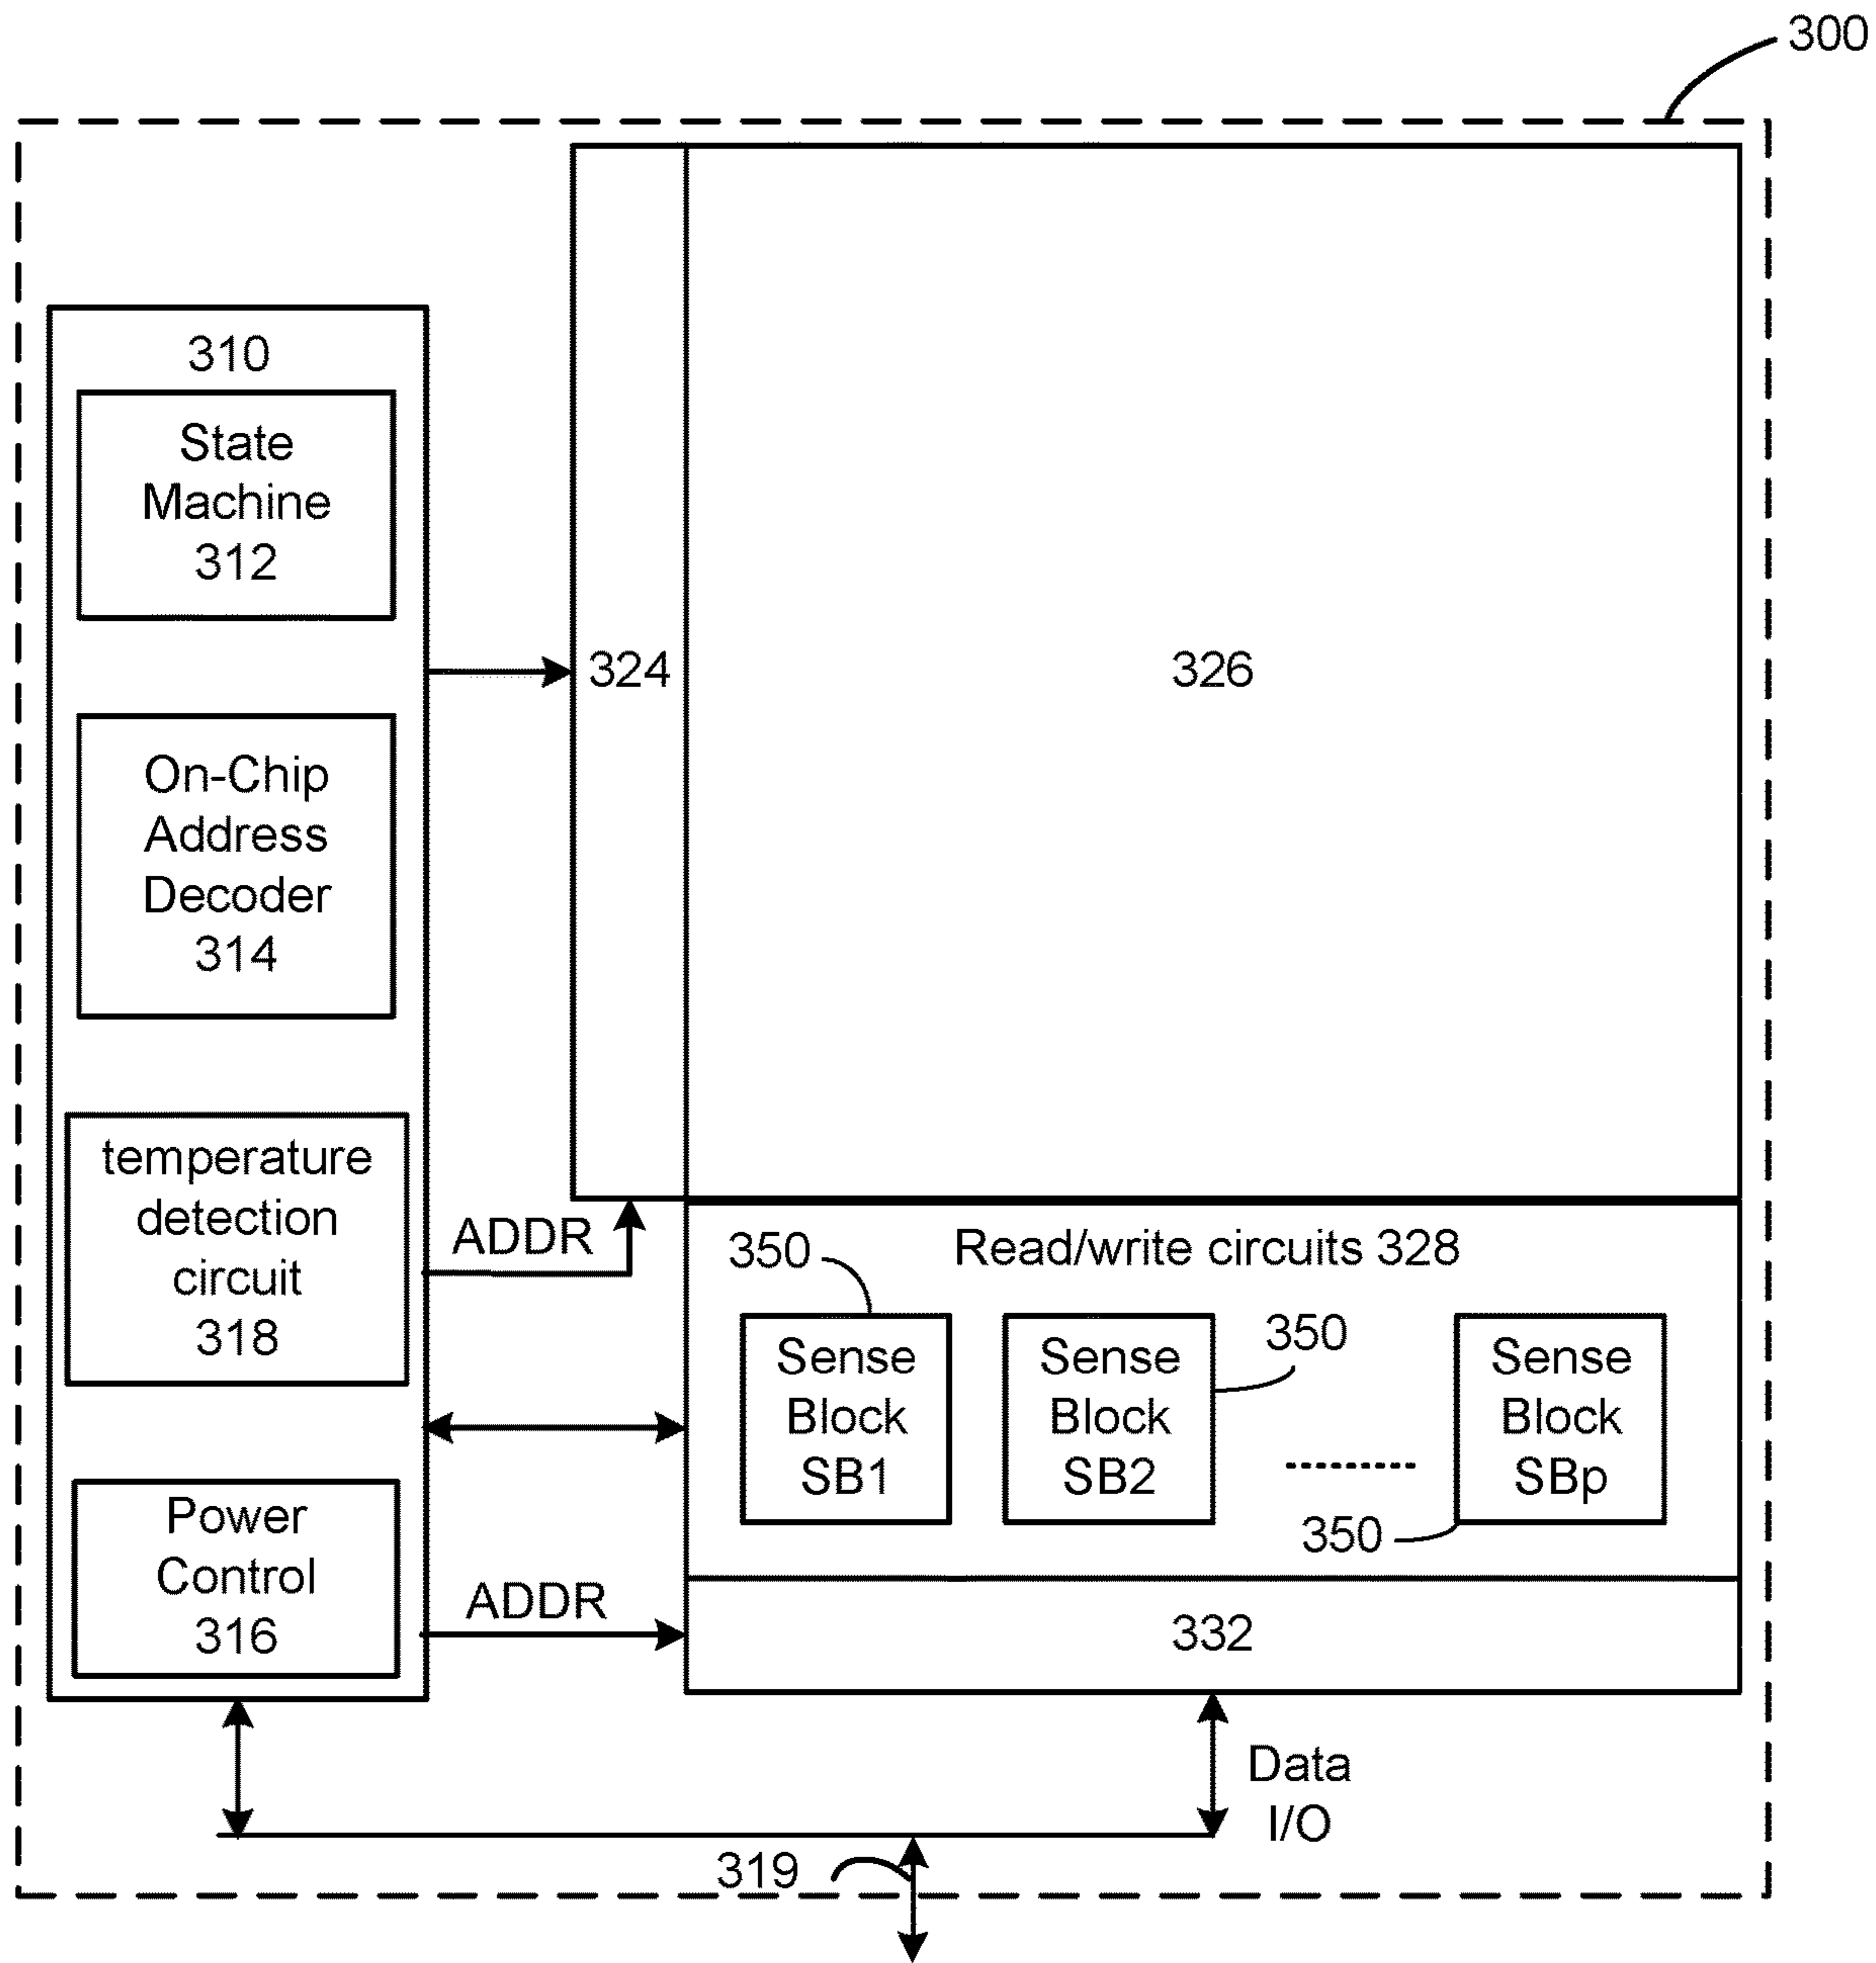 300
310
State
Machine
312
On-Chip
Address
Decoder
314
temperature
detection
circuit
318
Power
Control
316
324
326
ADDR
ADDR
Read/write circuits 328
350
Sense
Block
SB1
Sense
Block
SB2
350
Sense
Block
SBp
350
332
Data
I/O
319